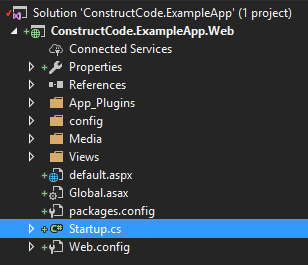 Solution 'ConstructCode.ExampleApp' (1 project)
ConstructCode.ExampleApp.Web
Connected Services
Properties
References
App_Plugins
config
Media
Views
default.aspx
Global.asax
packages.config
C# Startup.cs
Web.config